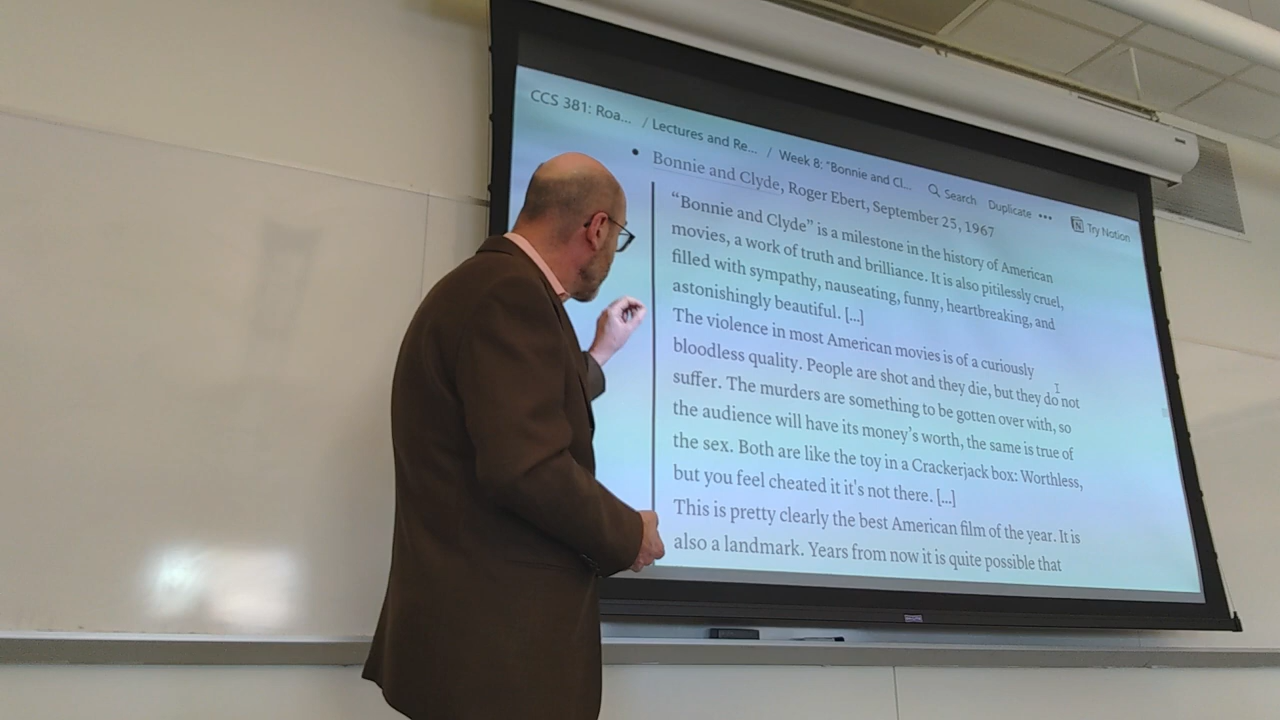 CCS 381: Roa... / Lectures and Re... / Week 8: "Bonnie and Cl... Search Duplicate ••• Try Notion
• Bonnie and Clyde, Roger Ebert, September 25, 1967
“Bonnie and Clyde” is a milestone in the history of American
movies, a work of truth and brilliance. It is also pitilessly cruel,
filled with sympathy, nauseating, funny, heartbreaking, and
astonishingly beautiful. [...]
The violence in most American movies is of a curiously
bloodless quality. People are shot and they die, but they do not
suffer. The murders are something to be gotten over with, so
the audience will have its money’s worth, the same is true of
the sex. Both are like the toy in a Crackerjack box: Worthless,
but you feel cheated it it's not there. [...]
This is pretty clearly the best American film of the year. It is
also a landmark. Years from now it is quite possible that